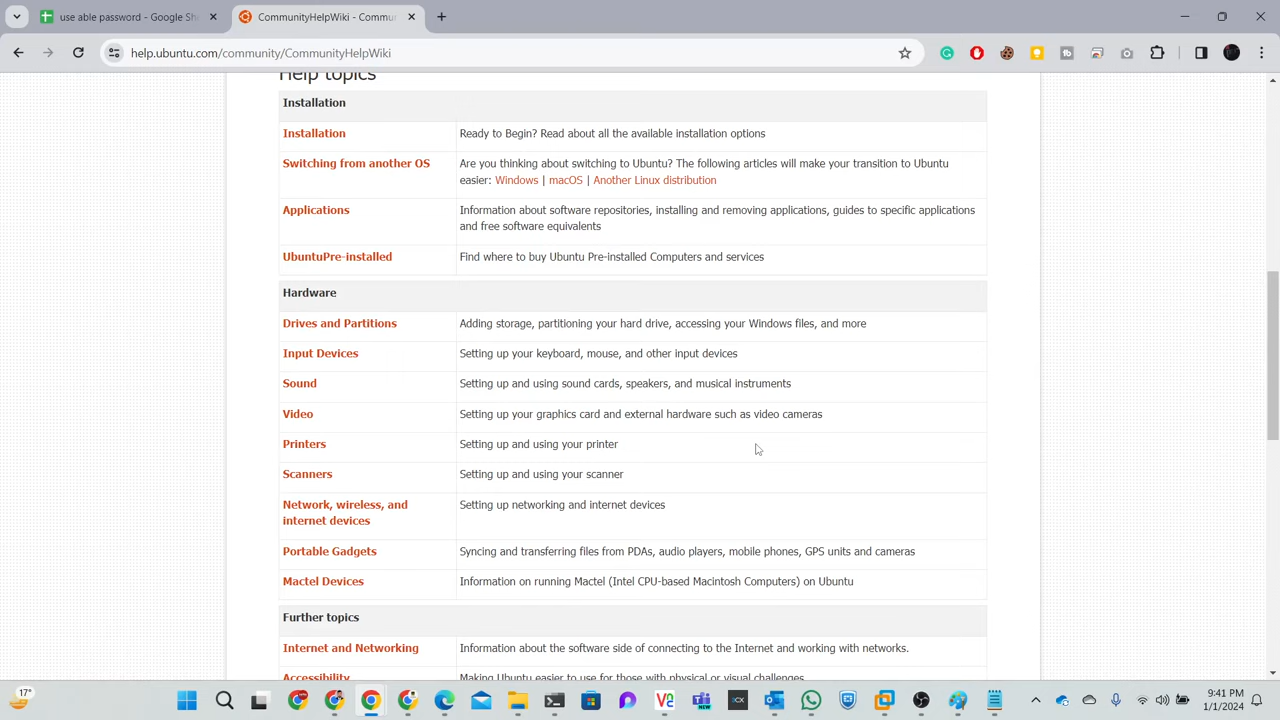 use able password - Google Sh
CommunityHelpWiki - Commun
help.ubuntu.com/community/CommunityHelpWiki
Help topics
Installation
Installation
Ready to Begin? Read about all the available installation options
Switching from another OS
Are you thinking about switching to Ubuntu? The following articles will make your transition to Ubuntu
easier: Windows | macOS | Another Linux distribution
Applications
Information about software repositories, installing and removing applications, guides to specific applications
and free software equivalents
UbuntuPre-installed
Find where to buy Ubuntu Pre-installed Computers and services
Hardware
Drives and Partitions
Adding storage, partitioning your hard drive, accessing your Windows files, and more
Input Devices
Setting up your keyboard, mouse, and other input devices
Sound
Setting up and using sound cards, speakers, and musical instruments
Video
Setting up your graphics card and external hardware such as video cameras
Printers
Setting up and using your printer
Scanners
Setting up and using your scanner
Network, wireless, and
internet devices
Setting up networking and internet devices
Portable Gadgets
Syncing and transferring files from PDAs, audio players, mobile phones, GPS units and cameras
Mactel Devices
Information on running Mactel (Intel CPU-based Macintosh Computers) on Ubuntu
Further topics
Internet and Networking
Information about the software side of connecting to the Internet and working with networks.
Accessibility
Making Ubuntu easier to use for those with physical or visual challenges
17°
NEW
9:41 PM
1/1/2024